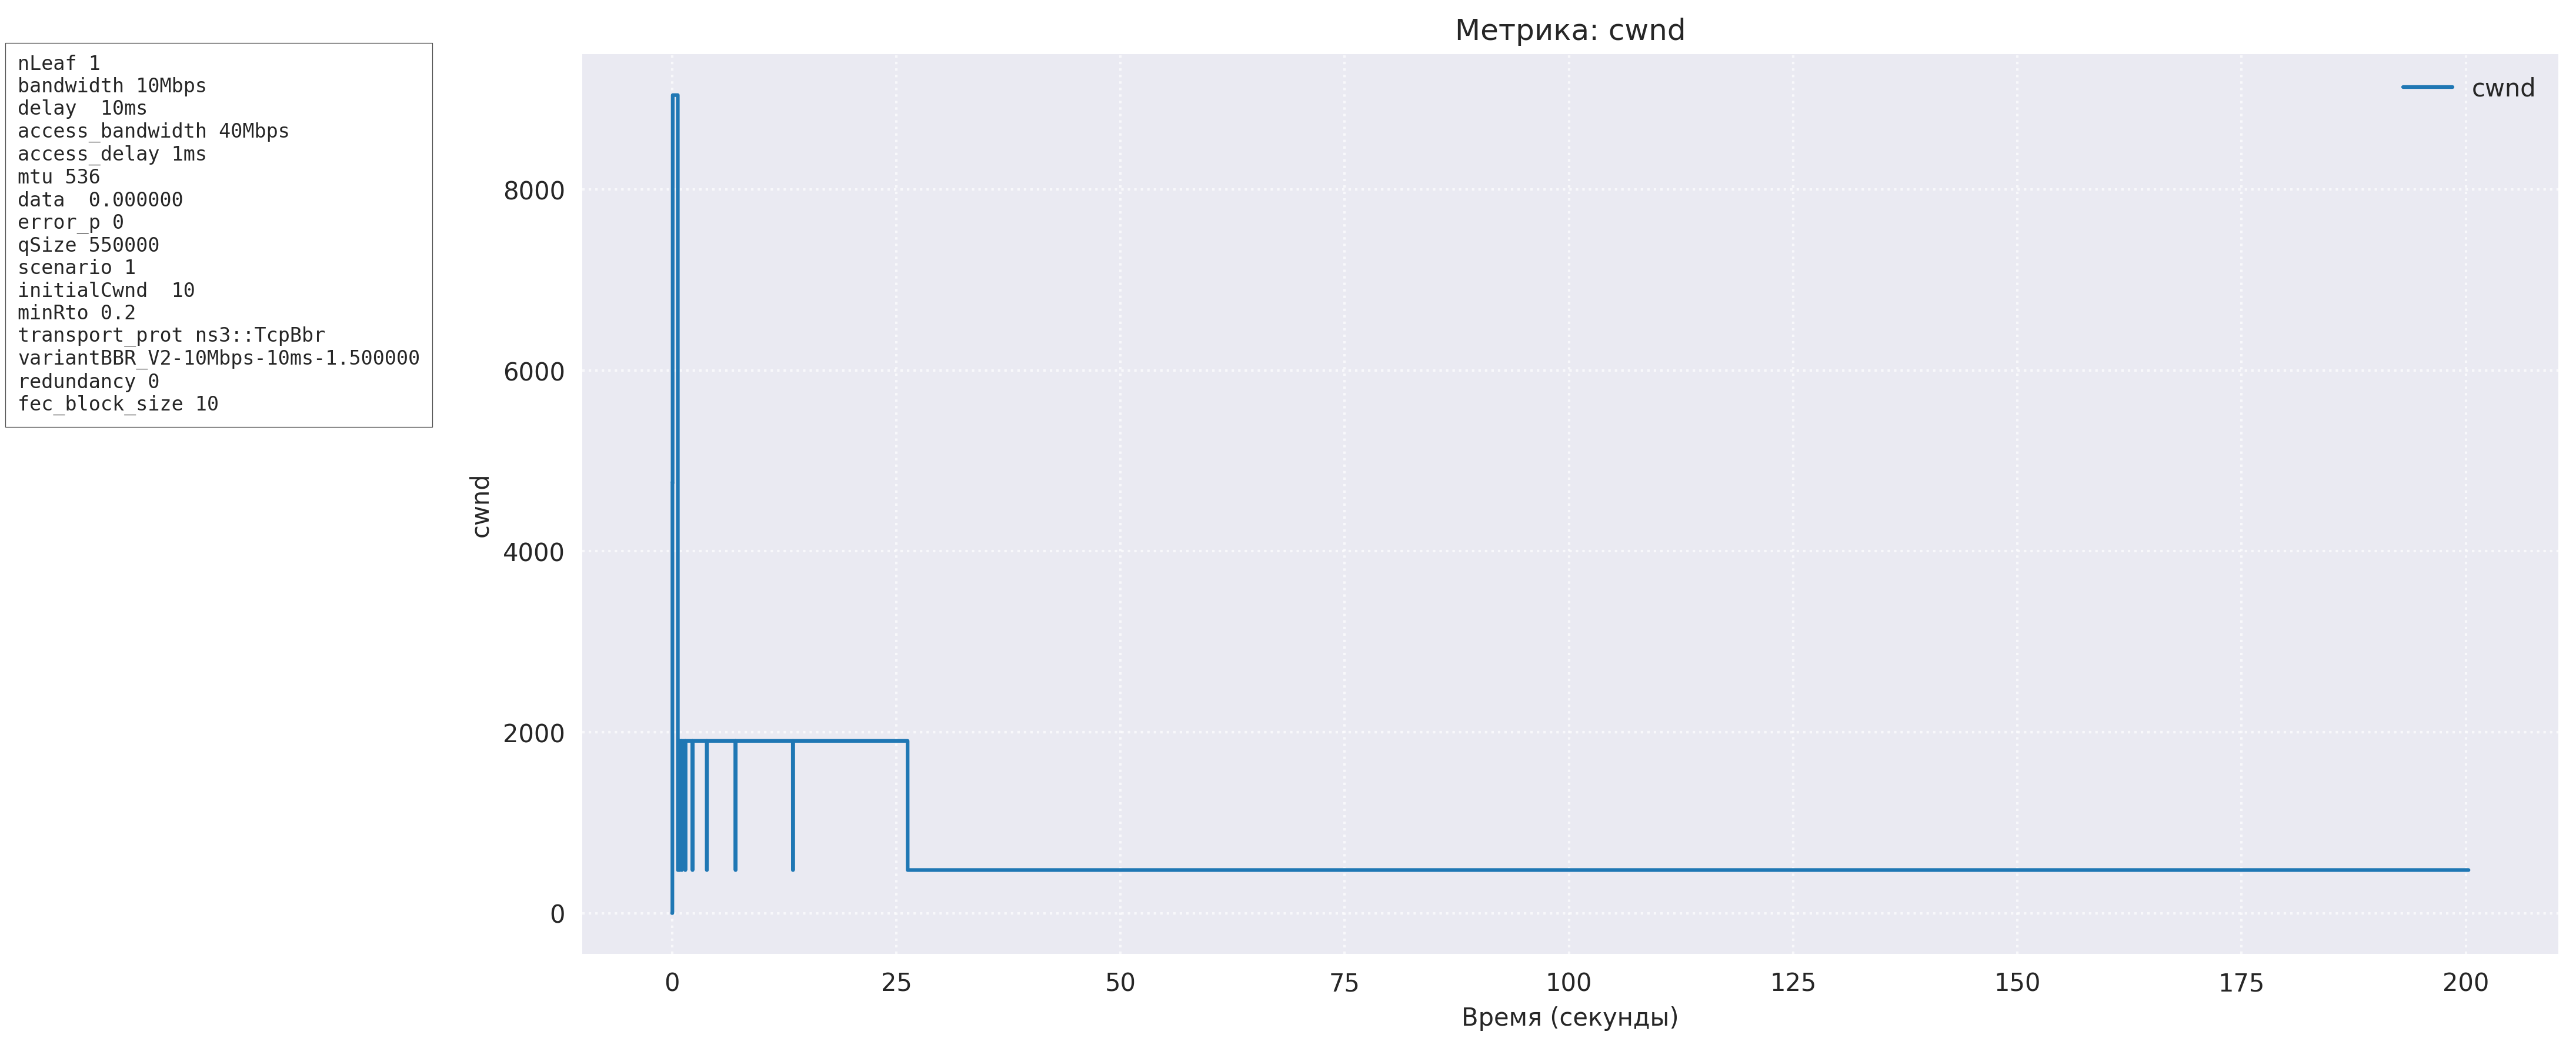 Метрика: cwnd
nLeaf 1
bandwidth 10Mbps
delay  10ms
access_bandwidth 40Mbps
access_delay 1ms
mtu 536
data  0.000000
error_p 0
qSize 550000
scenario 1
initialCwnd  10
minRto 0.2
transport_prot ns3::TcpBbr
variantBBR_V2-10Mbps-10ms-1.500000
redundancy 0
fec_block_size 10
cwnd
cwnd
8000
6000
4000
2000
0
0 25 50 75 100 125 150 175 200
Время (секунды)